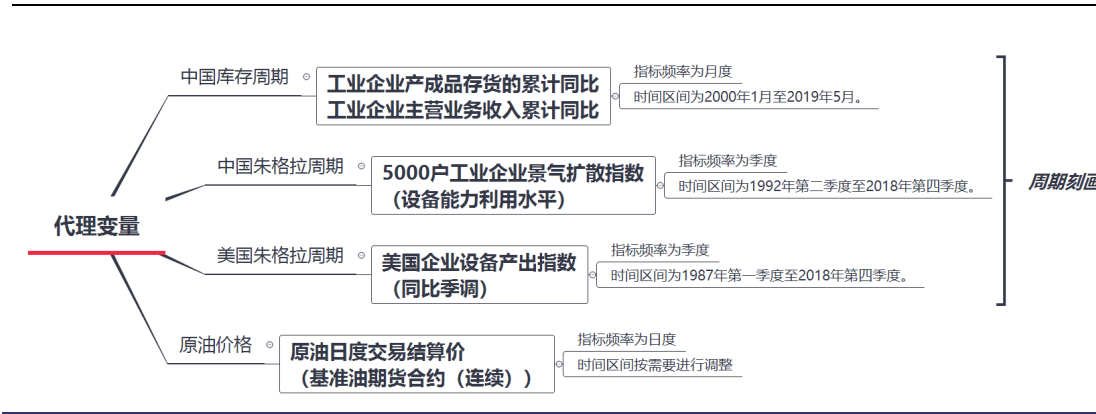 代理变量
中国库存周期
工业企业产成品存货的累计同比
工业企业主营业务收入累计同比
指标频率为月度
时间区间为2000年1月至2019年5月。
中国朱格拉周期
5000户工业企业景气扩散指数
（设备能力利用水平）
指标频率为季度
时间区间为1992年第二季度至2018年第四季度。
美国朱格拉周期
美国企业设备产出指数
（同比季调）
指标频率为季度
时间区间为1987年第一季度至2018年第四季度。
原油价格
原油日度交易结算价
（基准油期货合约（连续））
指标频率为日度
时间区间按需要进行调整
周期刻画